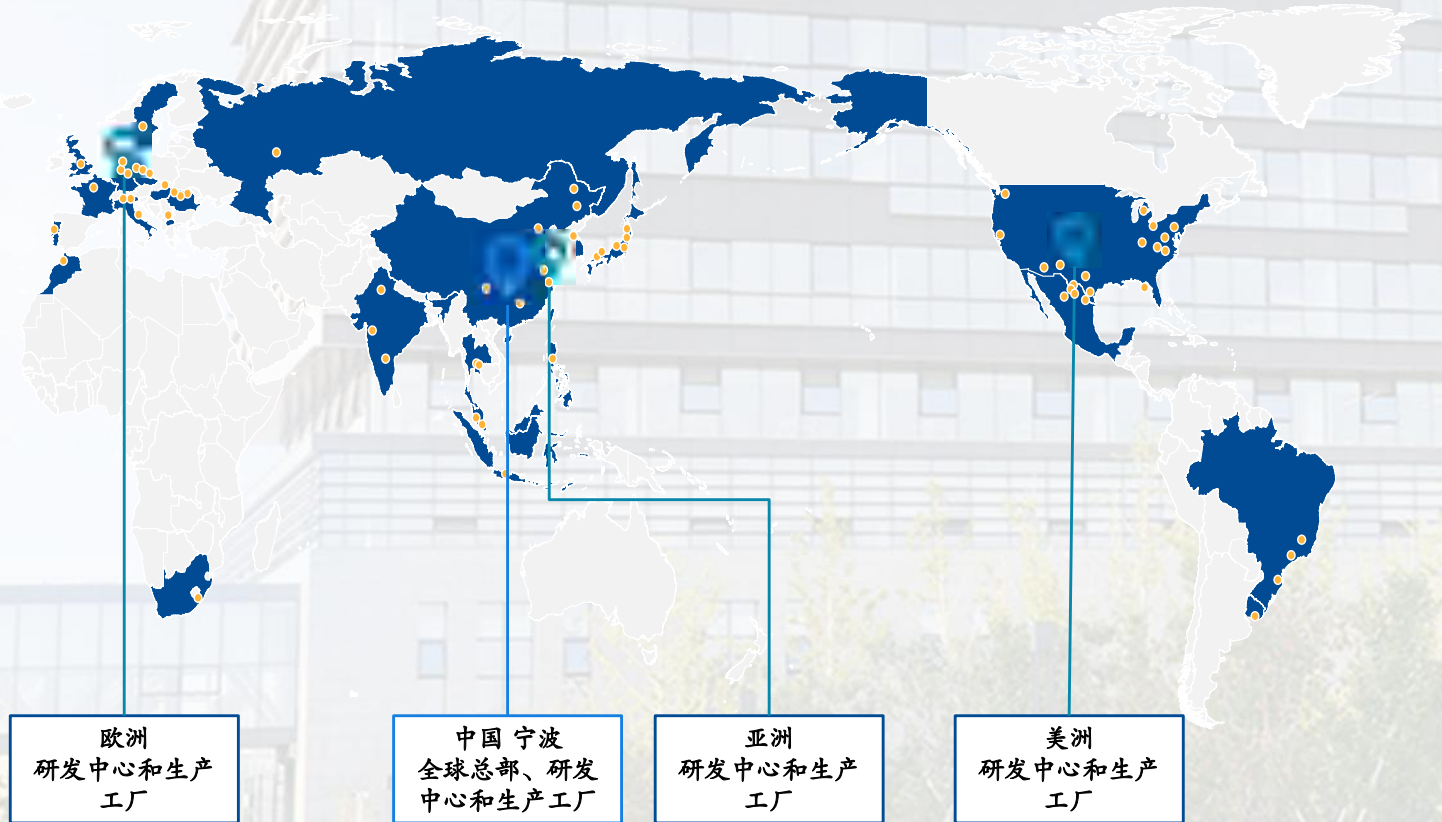 欧洲
研发中心和生产
工厂
中国 宁波
全球总部、研发
中心和生产工厂
亚洲
研发中心和生产
工厂
美洲
研发中心和生产
工厂